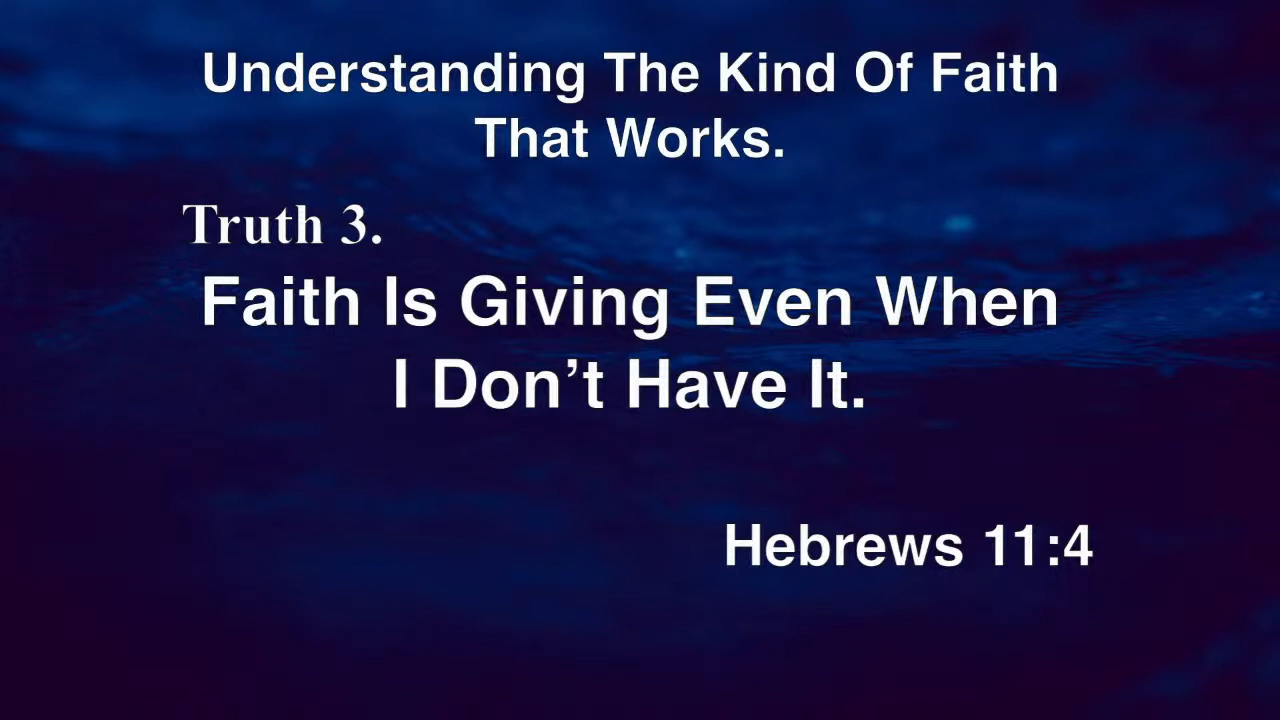 Understanding The Kind Of Faith
That Works.
Truth 3.
Faith Is Giving Even When
I Don’t Have It.
Hebrews 11:4